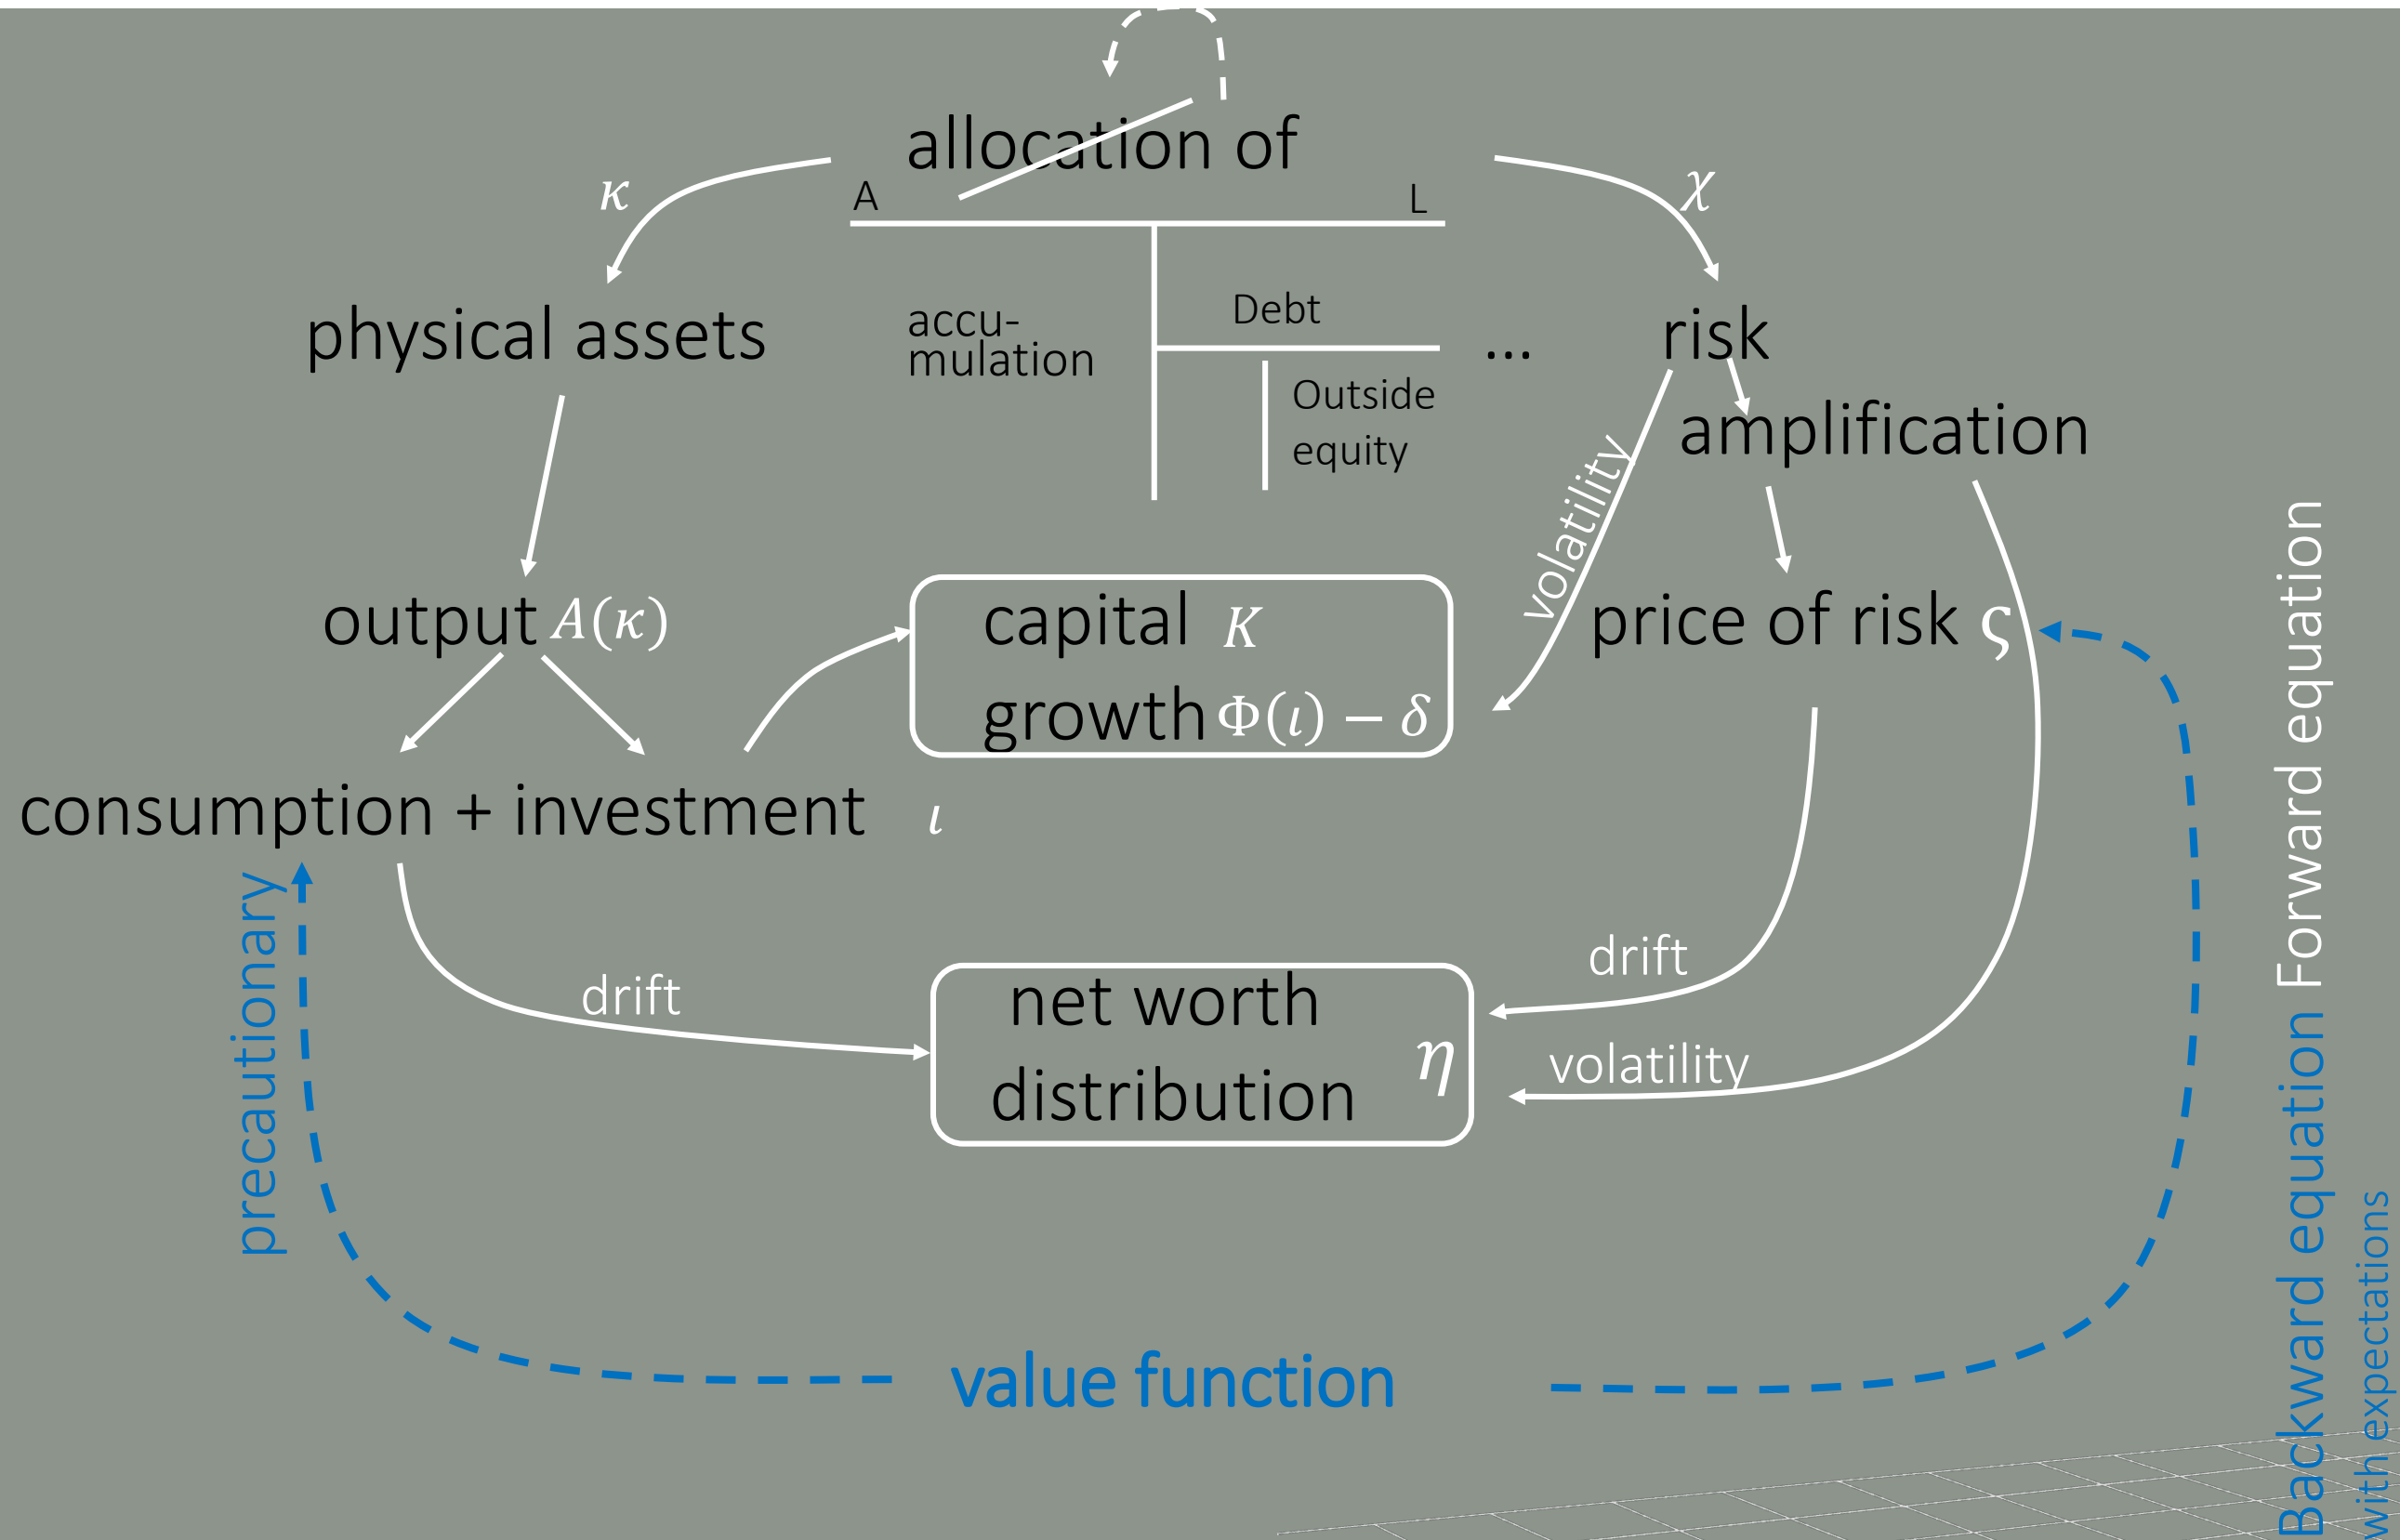 allocation of
κ
χ
A
L
physical assets
accu-
mulation
Debt
Outside
equity
...
risk
amplification
volatility
output A(κ)
capital K
growth Φ(ι) − δ
price of risk ς
consumption + investment ι
precautionary
drift
net worth
distribution
η
drift
volatility
value function
Forward equation
Backward equation
with expectations